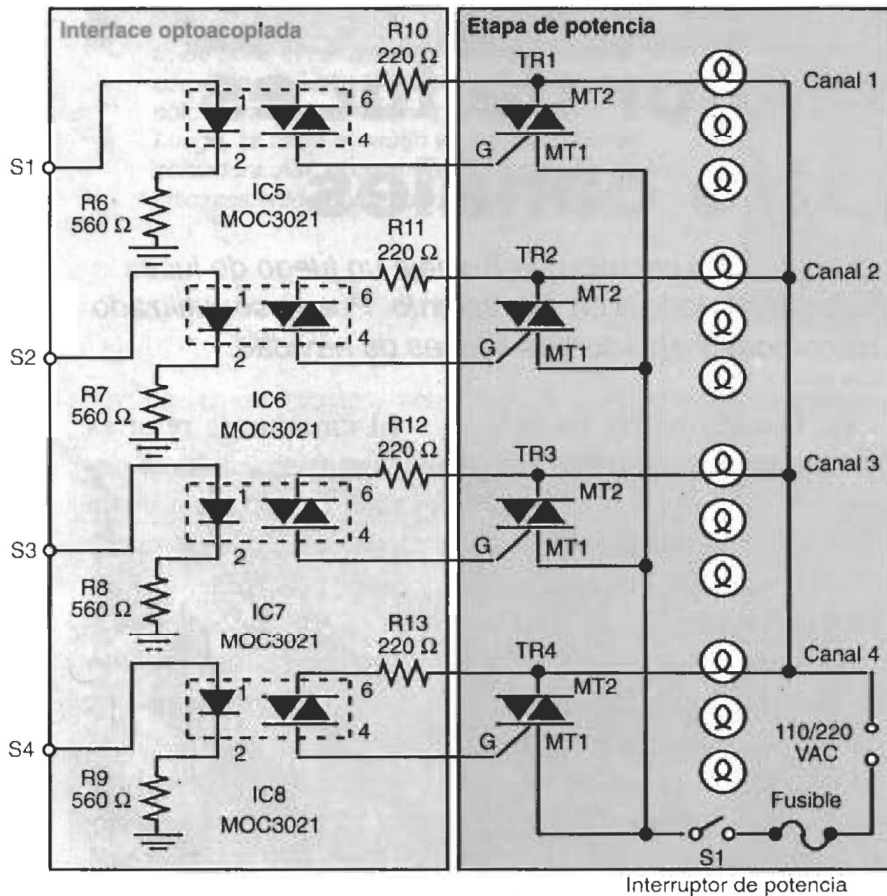 Interface optoacopiada
R10
220 Ω
1
6
2
4
S1
R6
560 Ω
IC5
MOC3021
R11
220 Ω
1
6
2
4
S2
R7
560 Ω
IC6
MOC3021
R12
220 Ω
1
6
2
4
S3
R8
560 Ω
IC7
MOC3021
R13
220 Ω
1
6
2
4
S4
R9
560 Ω
IC8
MOC3021
Etapa de potencia
TR1
MT2
G
MT1
Canal 1
TR2
MT2
G
MT1
Canal 2
TR3
MT2
G
MT1
Canal 3
TR4
MT2
G
MT1
Canal 4
110/220
VAC
Fusible
S1
Interruptor de potencia